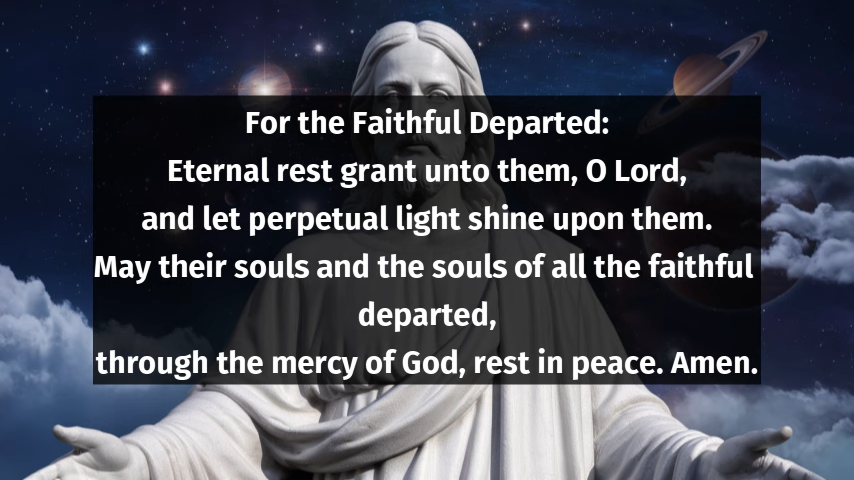 For the Faithful Departed:
Eternal rest grant unto them, O Lord,
and let perpetual light shine upon them.
May their souls and the souls of all the faithful
departed,
through the mercy of God, rest in peace. Amen.